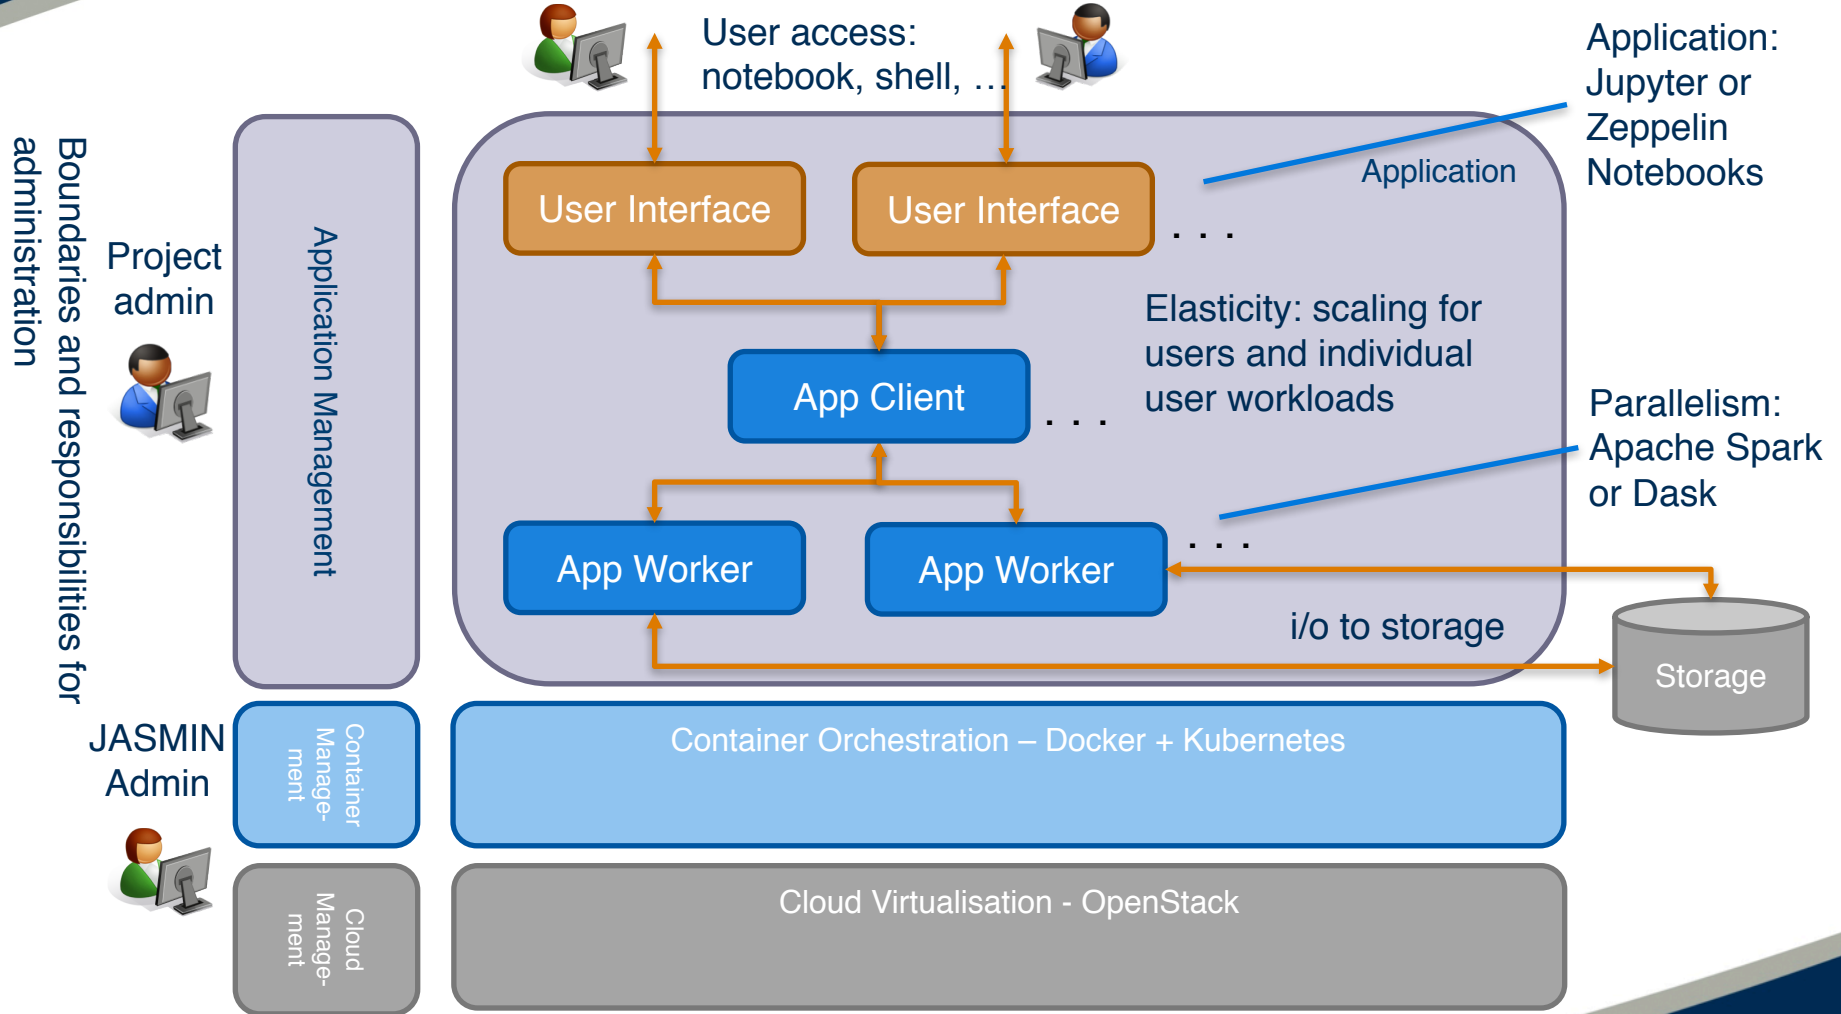 User access:
notebook, shell, …
Application:
Jupyter or
Zeppelin
Notebooks
Boundaries and responsibilities for
administration
Project
admin
Application Management
Application
User Interface
User Interface
. . .
Elasticity: scaling for
users and individual
user workloads
App Client
. . .
Parallelism:
Apache Spark
or Dask
App Worker
App Worker
. . .
i/o to storage
Storage
JASMIN
Admin
Container
Manage-
ment
Container Orchestration – Docker + Kubernetes
Cloud
Manage-
ment
Cloud Virtualisation - OpenStack